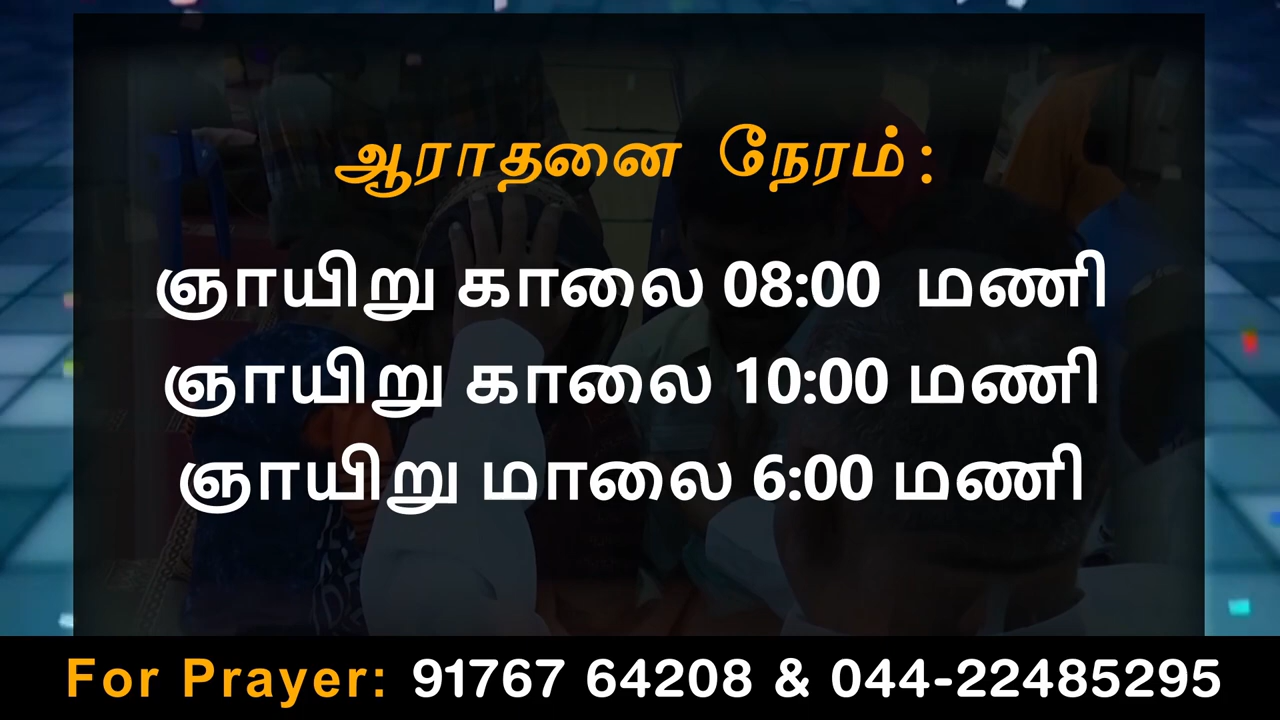 ஆராதனை நேரம்:
ஞாயிறு காலை 08:00 மணி
ஞாயிறு காலை 10:00 மணி
ஞாயிறு மாலை 6:00 மணி
For Prayer: 91767 64208 & 044-22485295